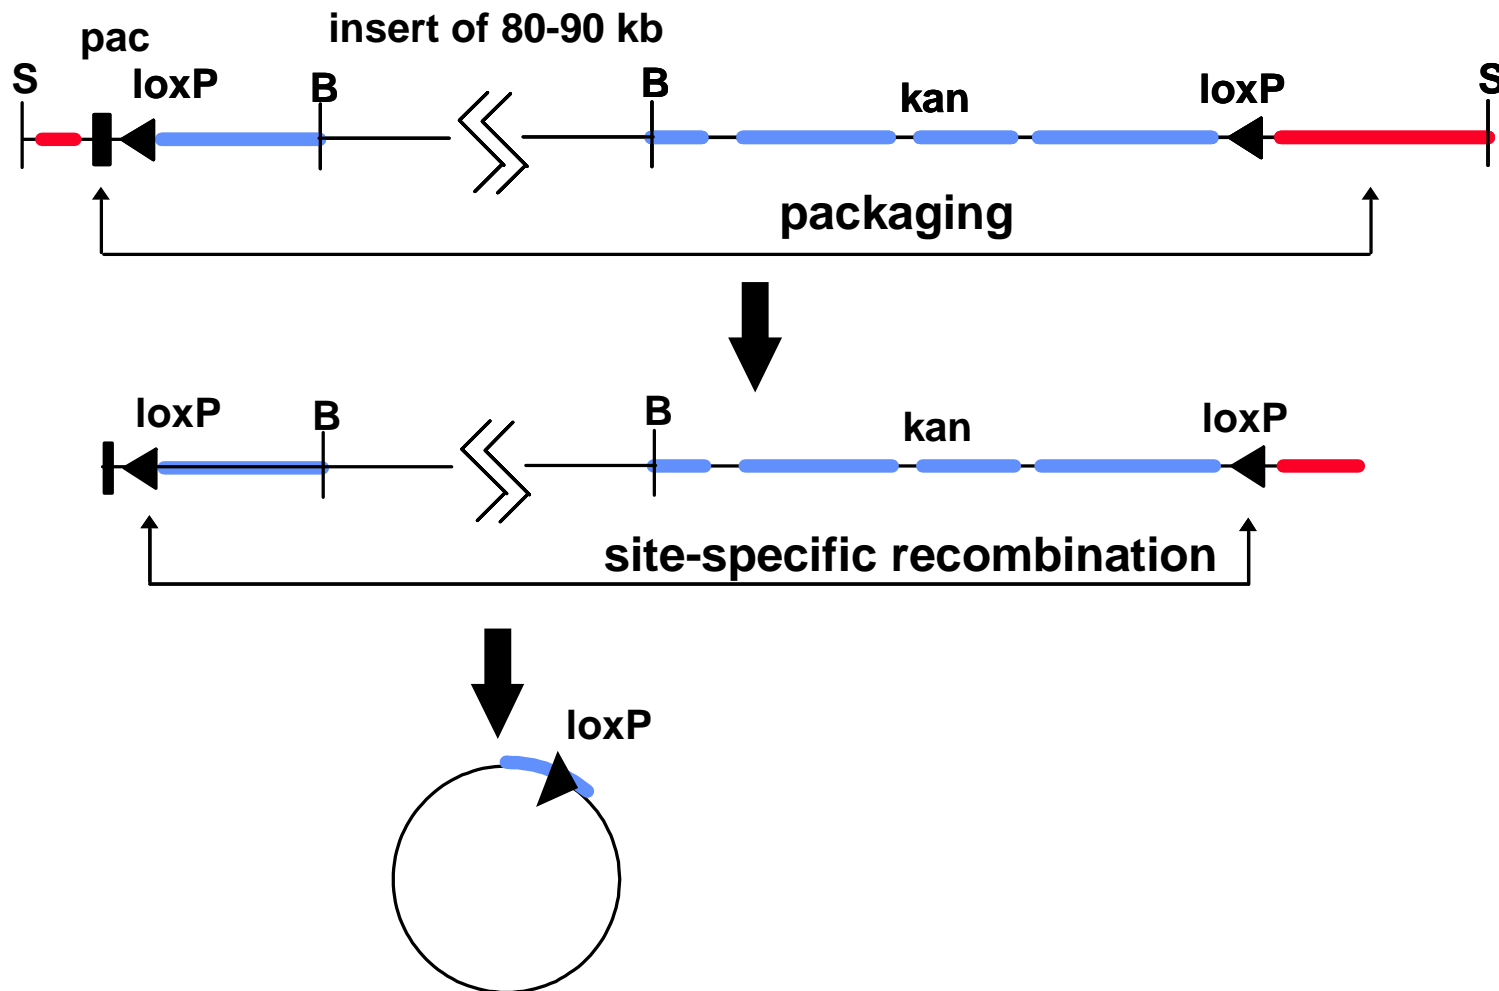 insert of 80-90 kb
pac
S loxP B B kan loxP S
packaging
loxP B B kan loxP
site-specific recombination
loxP